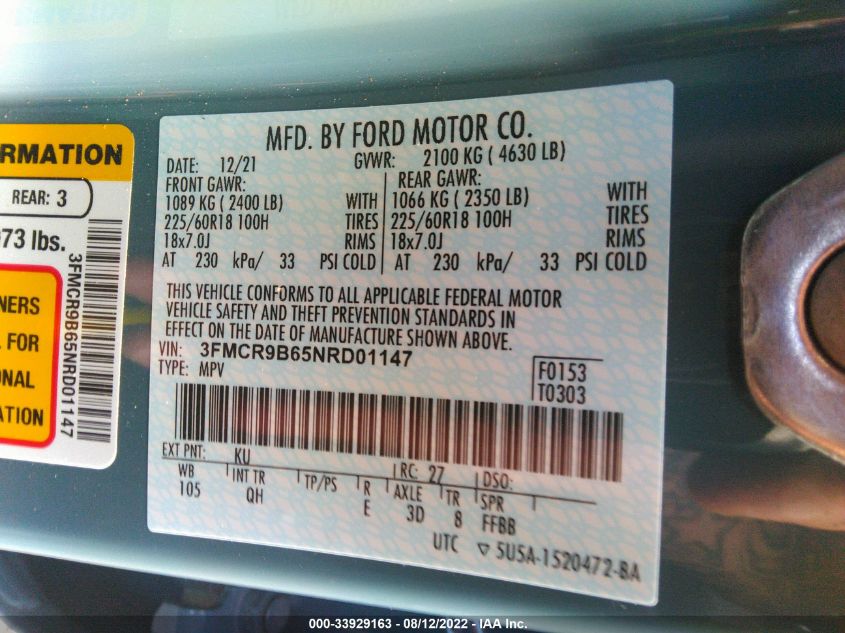 RMATION
REAR: 3
973 lbs.
NERS
FOR
ONAL
ATION
3FMCR9B65NRD01147
MFD. BY FORD MOTOR CO.
DATE: 12/21 GVWR: 2100 KG ( 4630 LB)
FRONT GAWR: REAR GAWR:
1089 KG ( 2400 LB) WITH 1066 KG ( 2350 LB) WITH
225/60R18 100H TIRES 225/60R18 100H TIRES
18x7.0J RIMS 18x7.0J RIMS
AT 230 kPa/ 33 PSI COLD AT 230 kPa/ 33 PSI COLD
THIS VEHICLE CONFORMS TO ALL APPLICABLE FEDERAL MOTOR
VEHICLE SAFETY AND THEFT PREVENTION STANDARDS IN
EFFECT ON THE DATE OF MANUFACTURE SHOWN ABOVE.
VIN: 3FMCR9B65NRD01147
TYPE: MPV
F0153
T0303
EXT PNT: KU RC: 27 DSO:
WB INT TR TP/PS R AXLE TR SPR
105 QH E 3D 8 FFBB
UTC ▽ 5U5A-1520472-BA
000-33929163 - 08/12/2022 - IAA Inc.